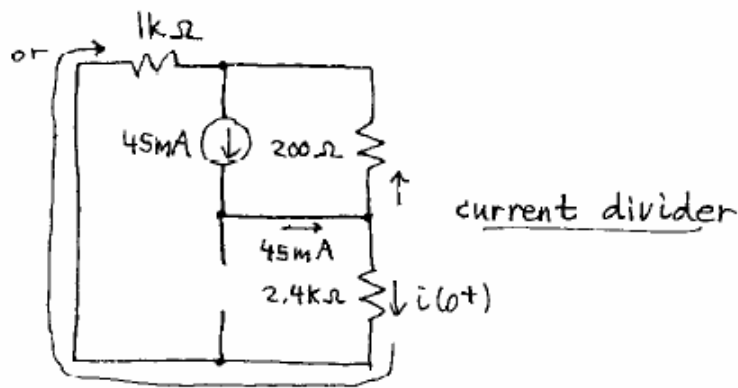 1kΩ
or
45mA
200Ω
current divider
45mA
2.4kΩ
i(0+)